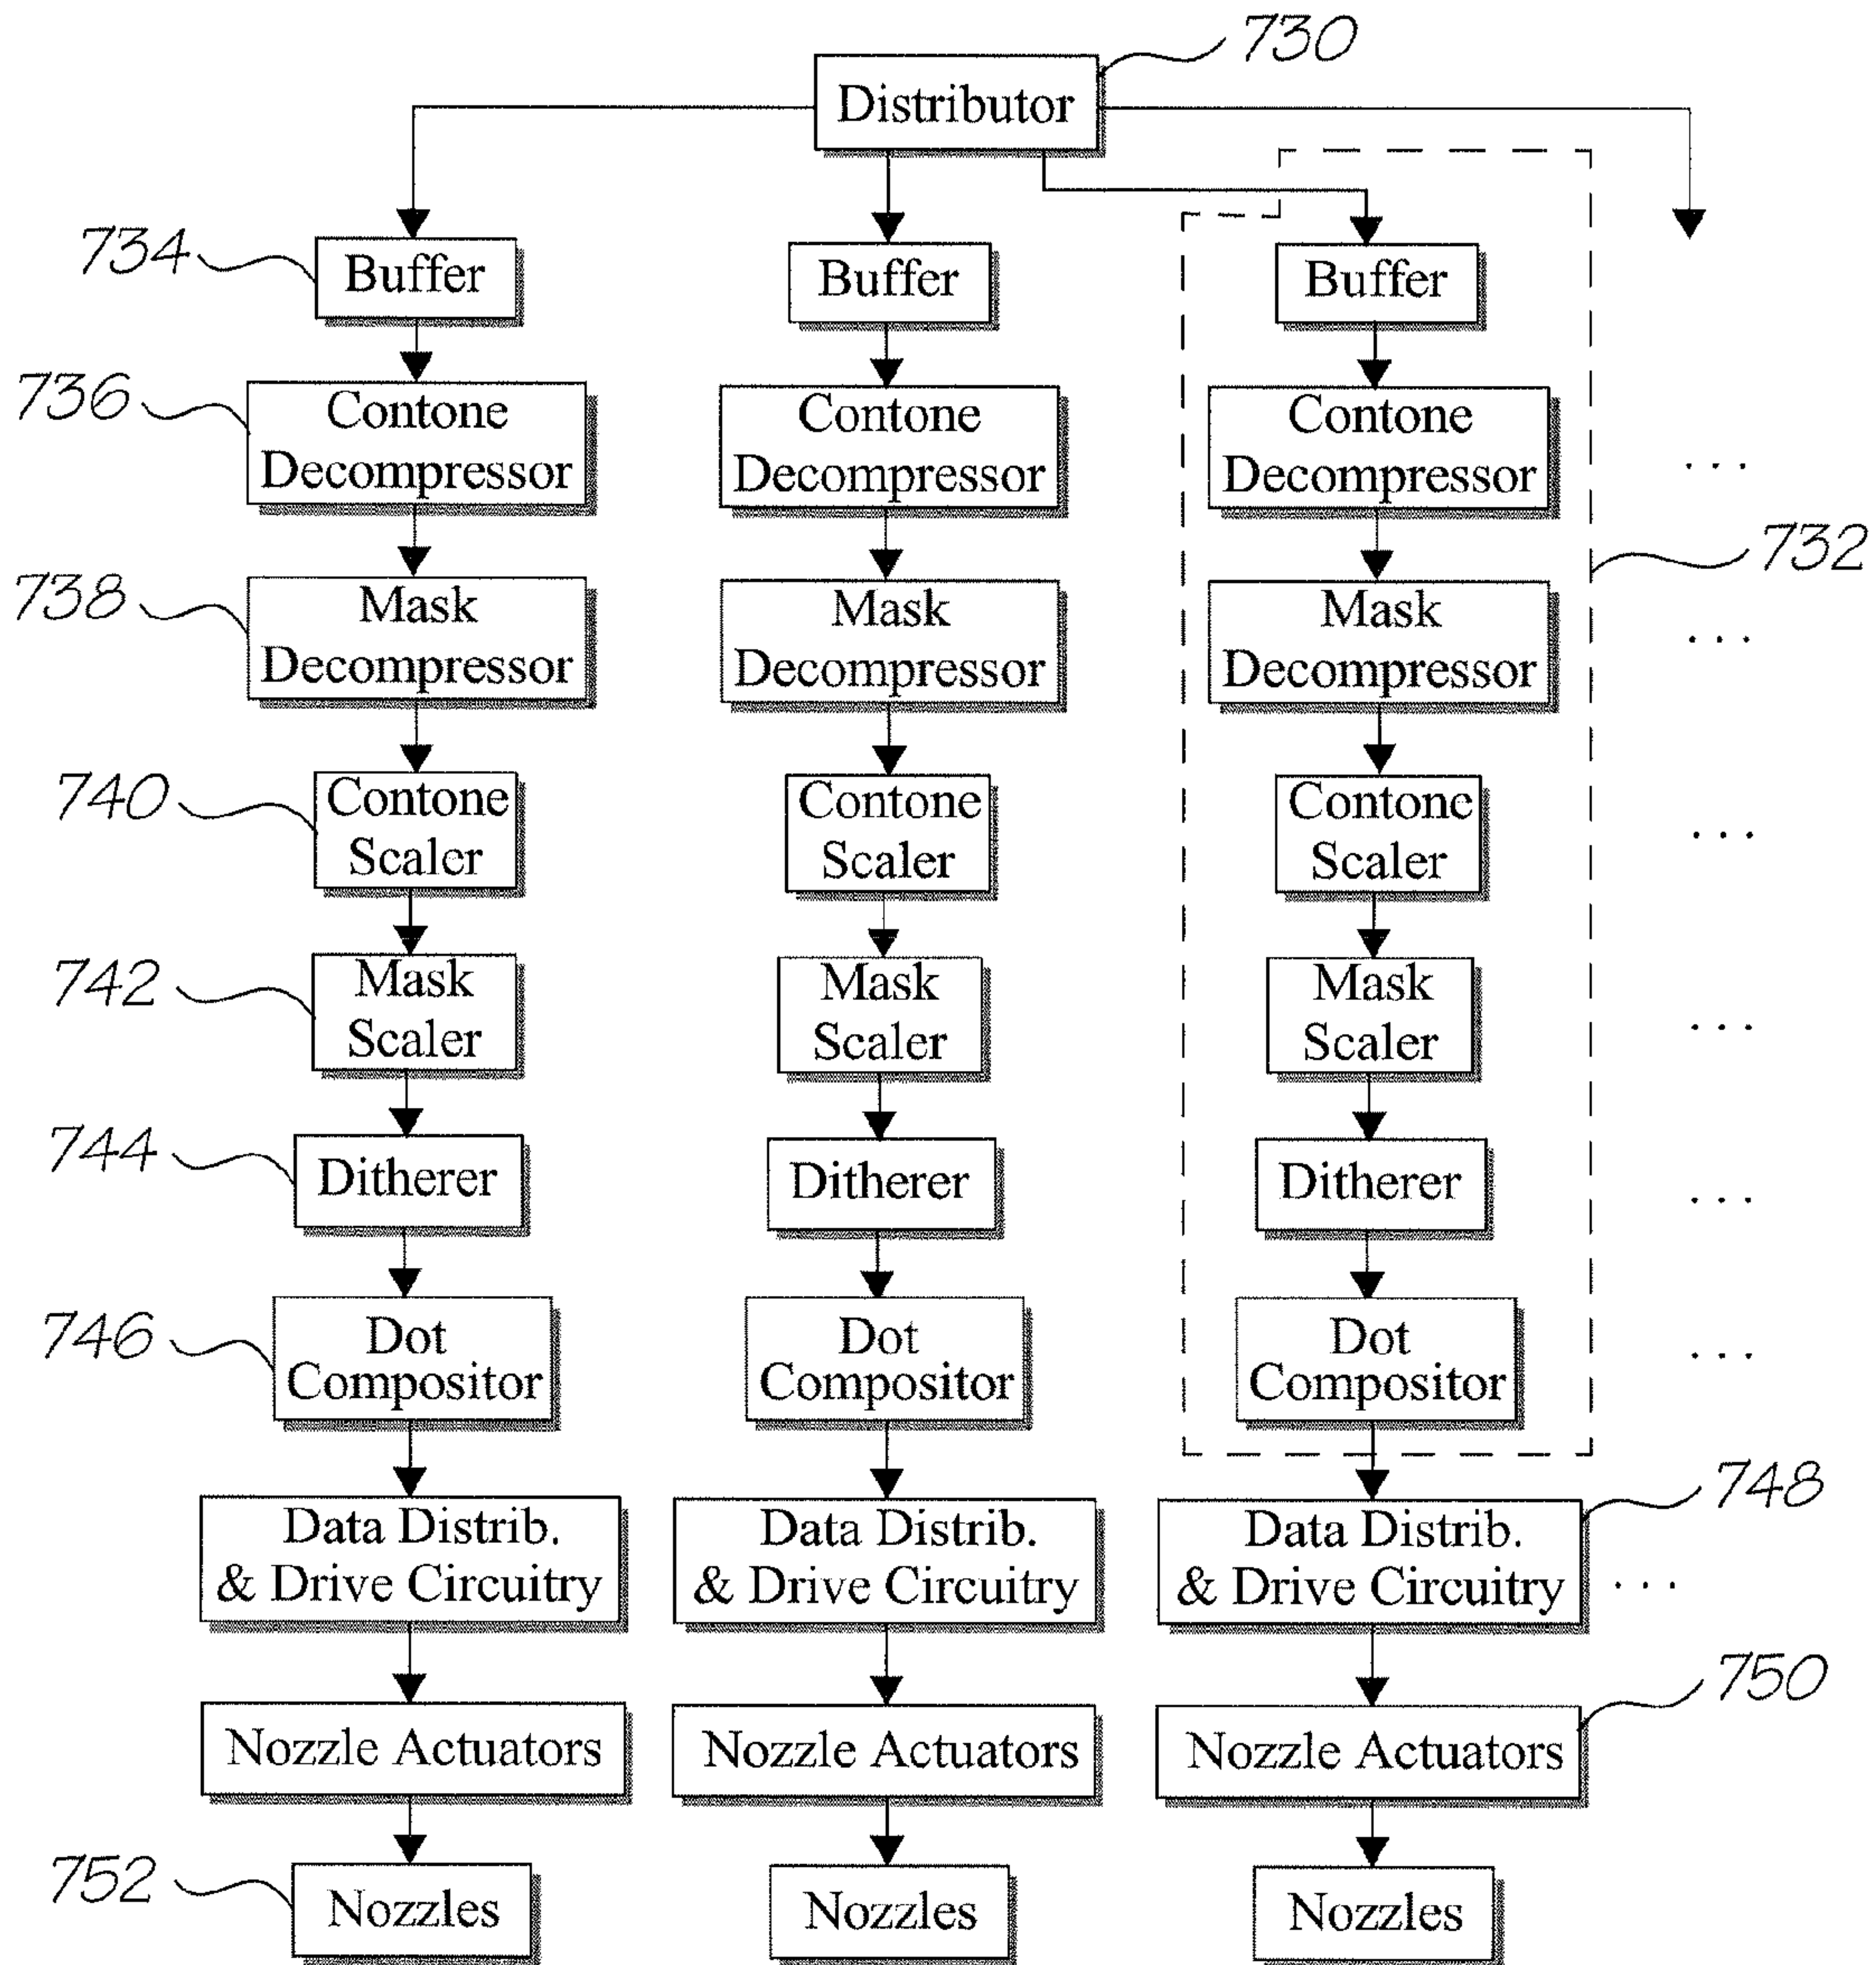 730
Distributor
734
Buffer
Buffer
Buffer
736
Contone
Decompressor
Contone
Decompressor
Contone
Decompressor
...
732
738
Mask
Decompressor
Mask
Decompressor
Mask
Decompressor
...
740
Contone
Scaler
Contone
Scaler
Contone
Scaler
...
742
Mask
Scaler
Mask
Scaler
Mask
Scaler
...
744
Ditherer
Ditherer
Ditherer
...
746
Dot
Compositor
Dot
Compositor
Dot
Compositor
...
Data Distrib.
& Drive Circuitry
Data Distrib.
& Drive Circuitry
Data Distrib.
& Drive Circuitry
748
...
Nozzle Actuators
Nozzle Actuators
Nozzle Actuators
750
752
Nozzles
Nozzles
Nozzles